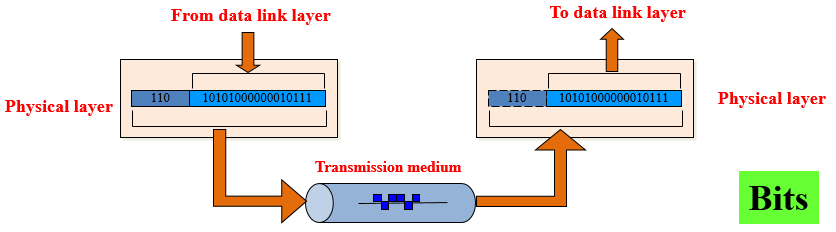 From data link layer
To data link layer
Physical layer
110
10101000000010111
110
10101000000010111
Physical layer
Transmission medium
Bits